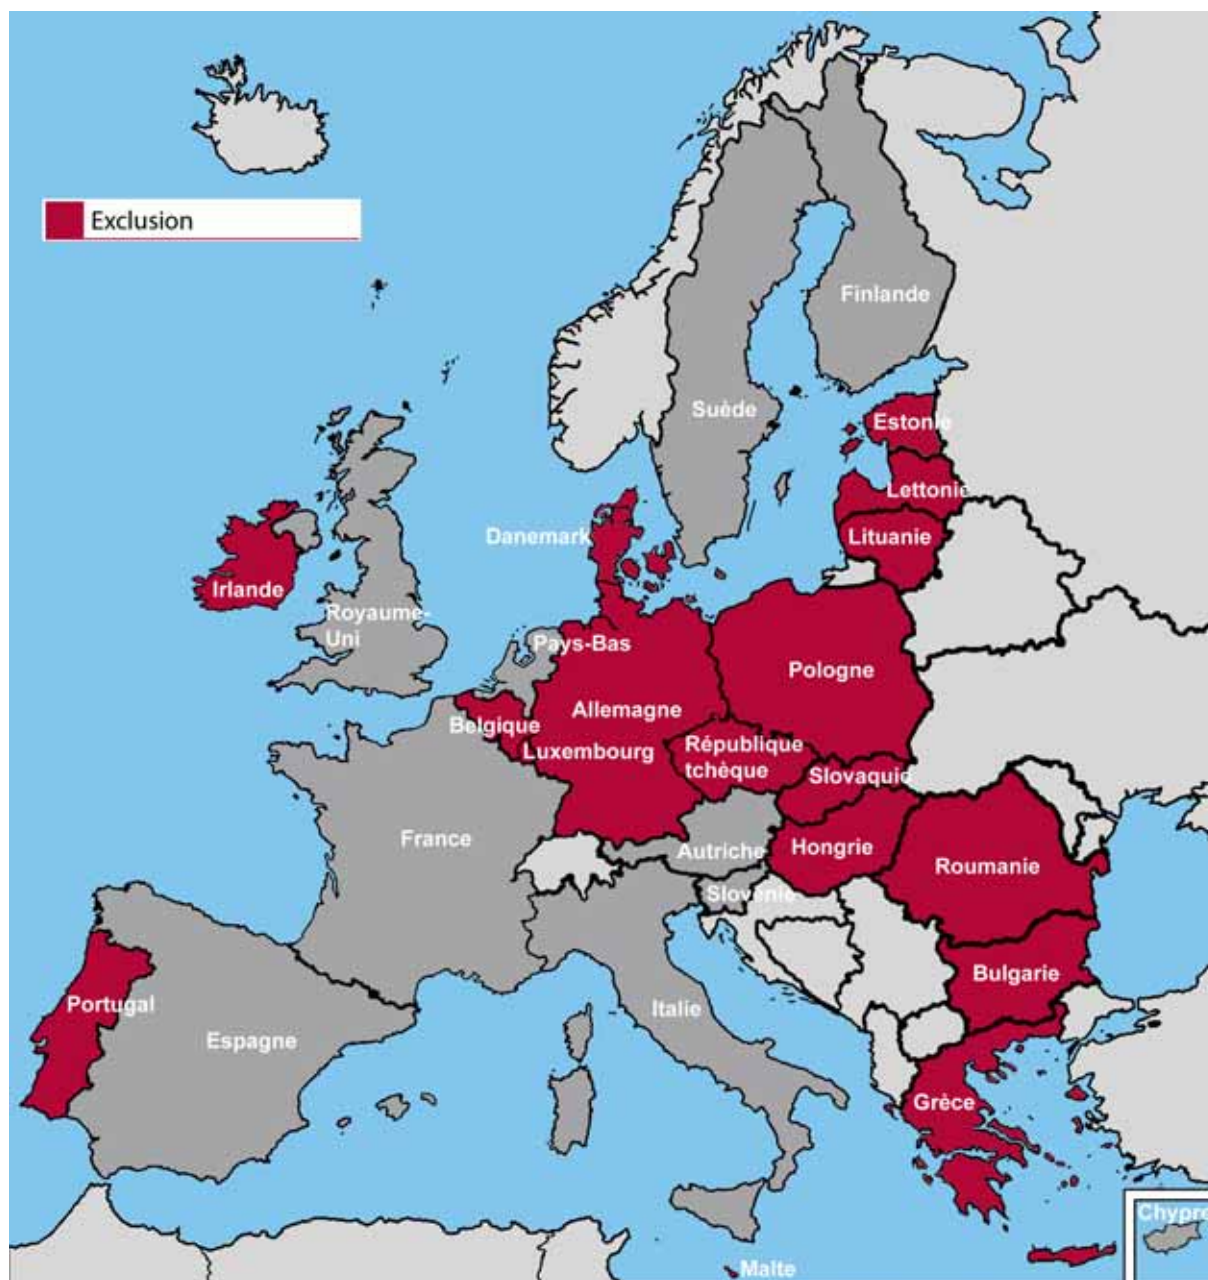 Exclusion
Finlande
Suède
Estonie
Lettonie
Lituanie
Danemark
Irlande
Royaume-
Uni
Pays-Bas
Pologne
Allemagne
Belgique
Luxembourg
République
tchèque
Slovaquid
France
Autriche
Hongrie
Roumanie
Slovénie
Bulgarie
Portugal
Italie
Espagne
Grèce
Chypre
Malte